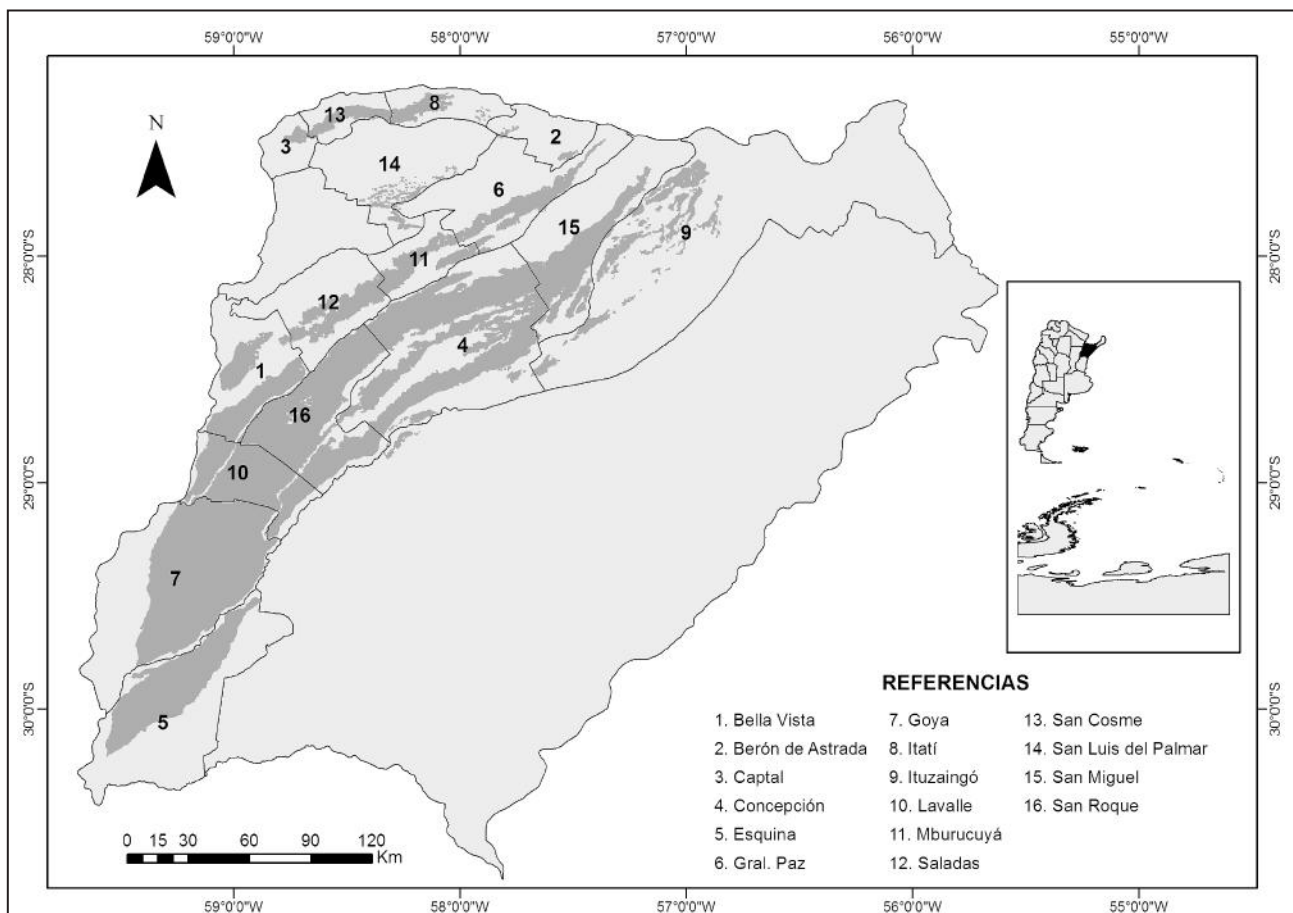 59°0'0"W 58°0'0"W 57°0'0"W 56°0'0"W 55°0'0"W
N
28°0'0"S
29°0'0"S
30°0'0"S
28°0'0"S
29°0'0"S
30°0'0"S
8
13
3
2
14
6
15
9
11
12
4
1
16
10
7
5
REFERENCIAS
1. Bella Vista
2. Berón de Astrada
3. Captal
4. Concepción
5. Esquina
6. Gral. Paz
7. Goya
8. Itatí
9. Ituzaingó
10. Lavalle
11. Mburucuyá
12. Saladas
13. San Cosme
14. San Luis del Palmar
15. San Miguel
16. San Roque
0 15 30 60 90 120
Km
59°0'0"W 58°0'0"W 57°0'0"W 56°0'0"W 55°0'0"W